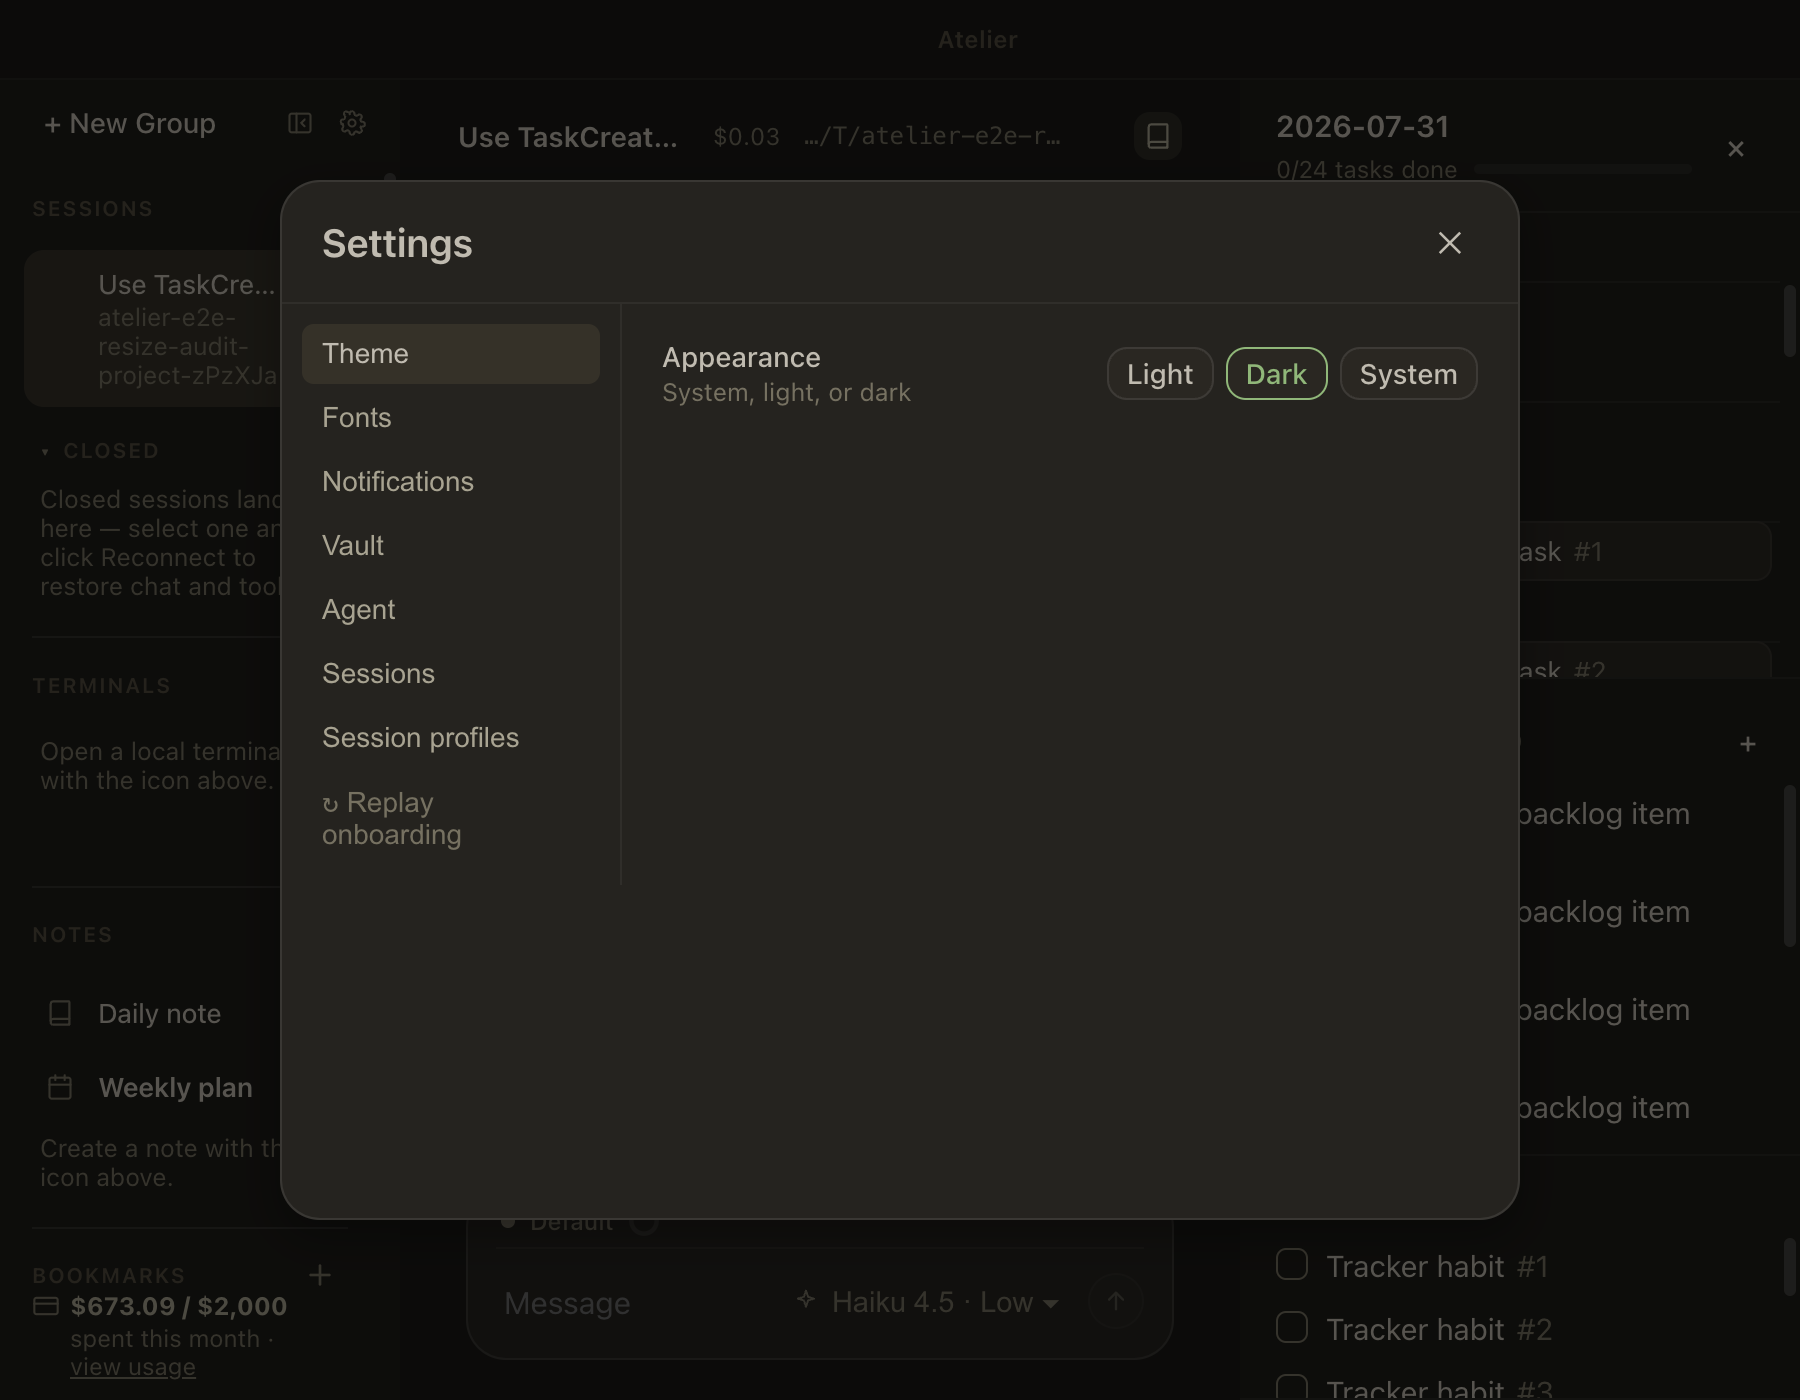 Atelier
+ New Group
SESSIONS
Use TaskCre...
atelier-e2e-
resize-audit-
project-zPzXJa
▾ CLOSED
Closed sessions land
here — select one an
click Reconnect to
restore chat and tool
TERMINALS
Open a local termina
with the icon above.
NOTES
Daily note
Weekly plan
Create a note with th
icon above.
BOOKMARKS
$673.09 / $2,000
spent this month ·
view usage
Use TaskCreat... $0.03 …/T/atelier-e2e-r…
Settings
Theme
Fonts
Notifications
Vault
Agent
Sessions
Session profiles
↻ Replay
onboarding
Appearance
System, light, or dark
Light Dark System
Default
Message Haiku 4.5 · Low
2026-07-31
0/24 tasks done
ask #1
ask #2
backlog item
backlog item
backlog item
backlog item
Tracker habit #1
Tracker habit #2
Tracker habit #3